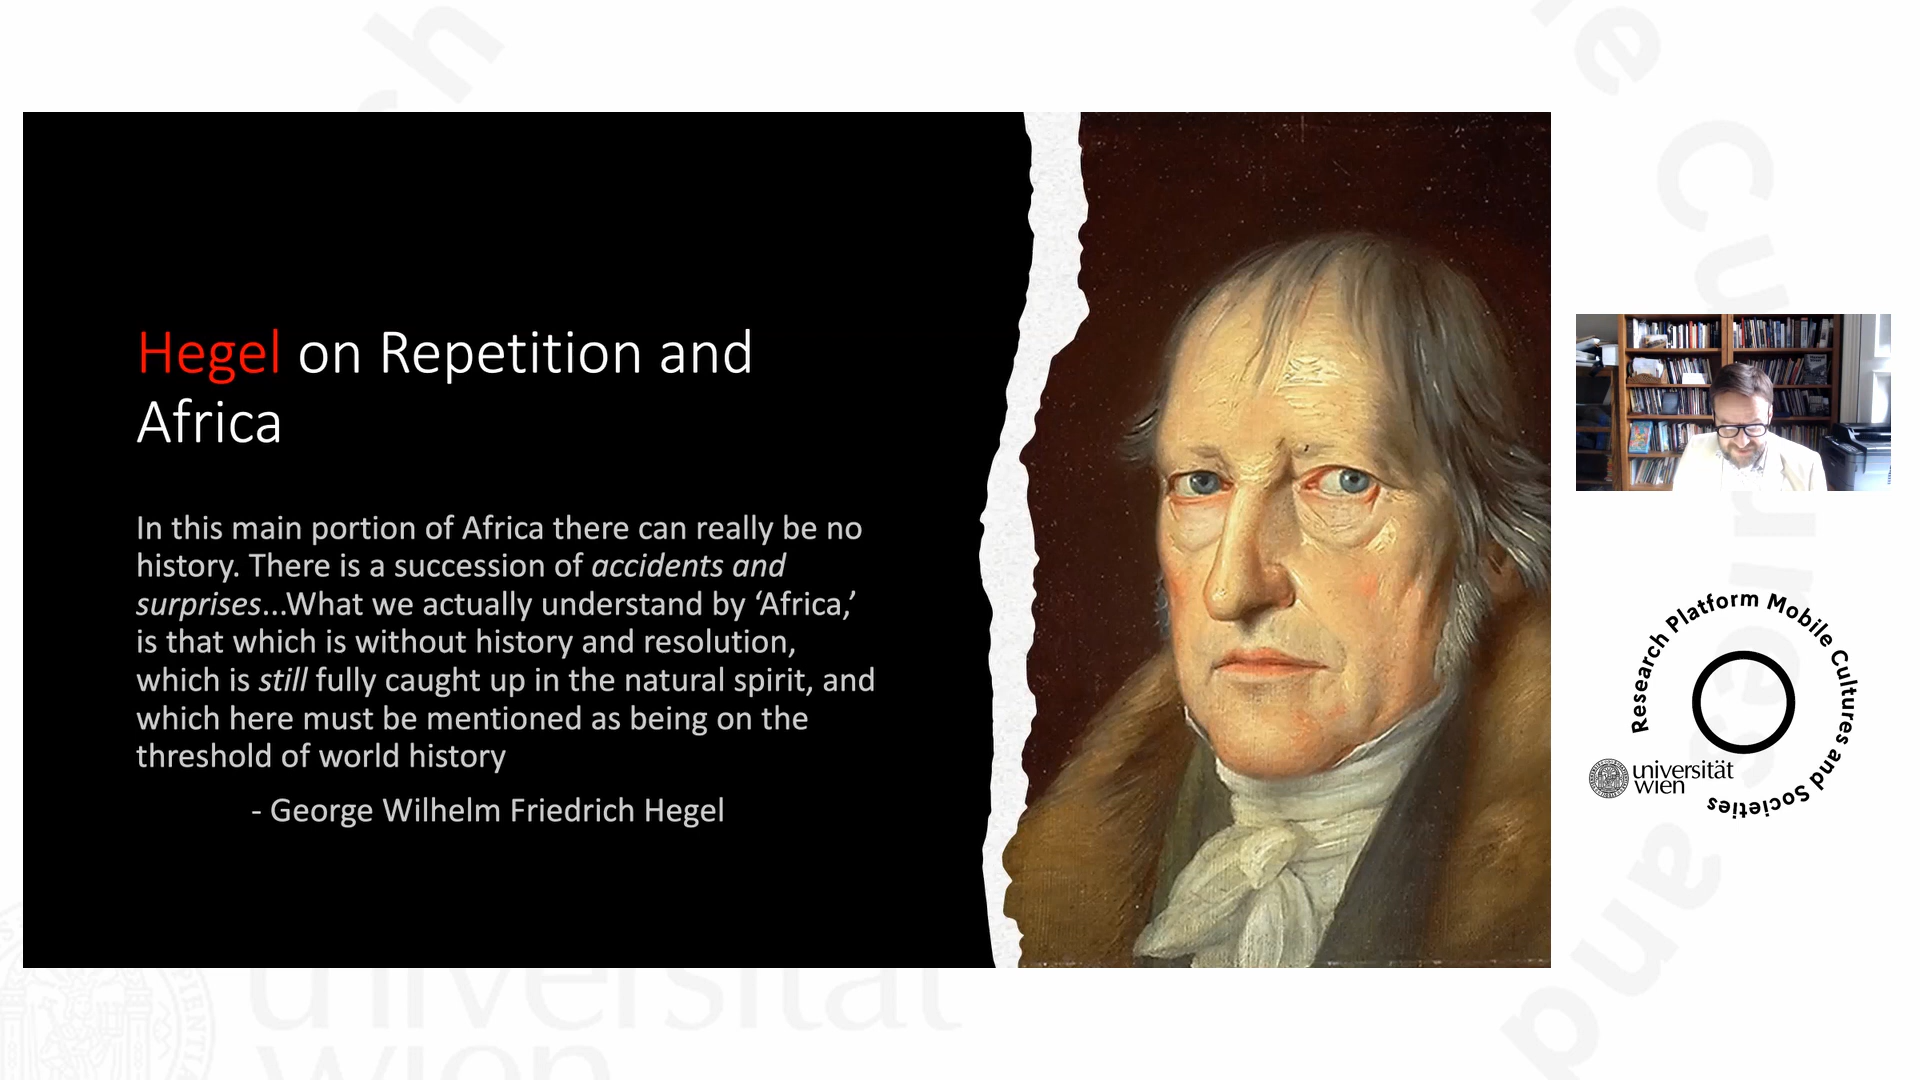 Hegel on Repetition and
Africa
In this main portion of Africa there can really be no
history. There is a succession of accidents and
surprises...What we actually understand by ‘Africa,’
is that which is without history and resolution,
which is still fully caught up in the natural spirit, and
which here must be mentioned as being on the
threshold of world history
- George Wilhelm Friedrich Hegel
Research Platform Mobile Cultures and Societies
universität
wien
universität
wien